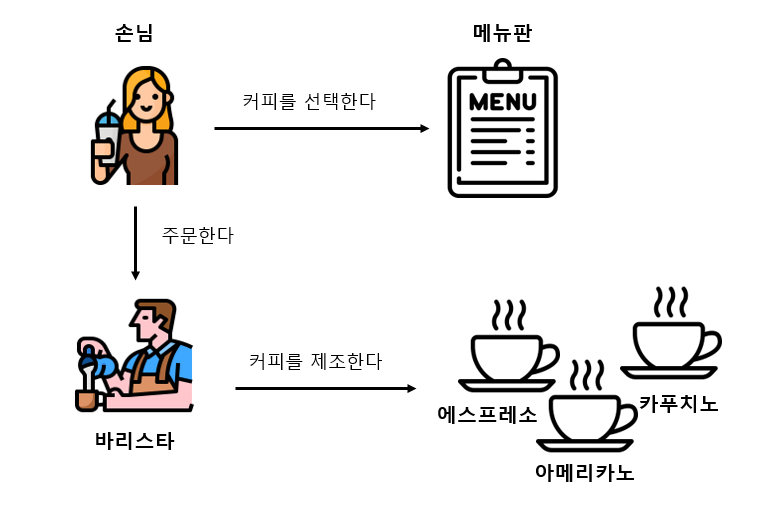 손님
메뉴판
커피를 선택한다
MENU
주문한다
커피를 제조한다
에스프레소
카푸치노
바리스타
아메리카노